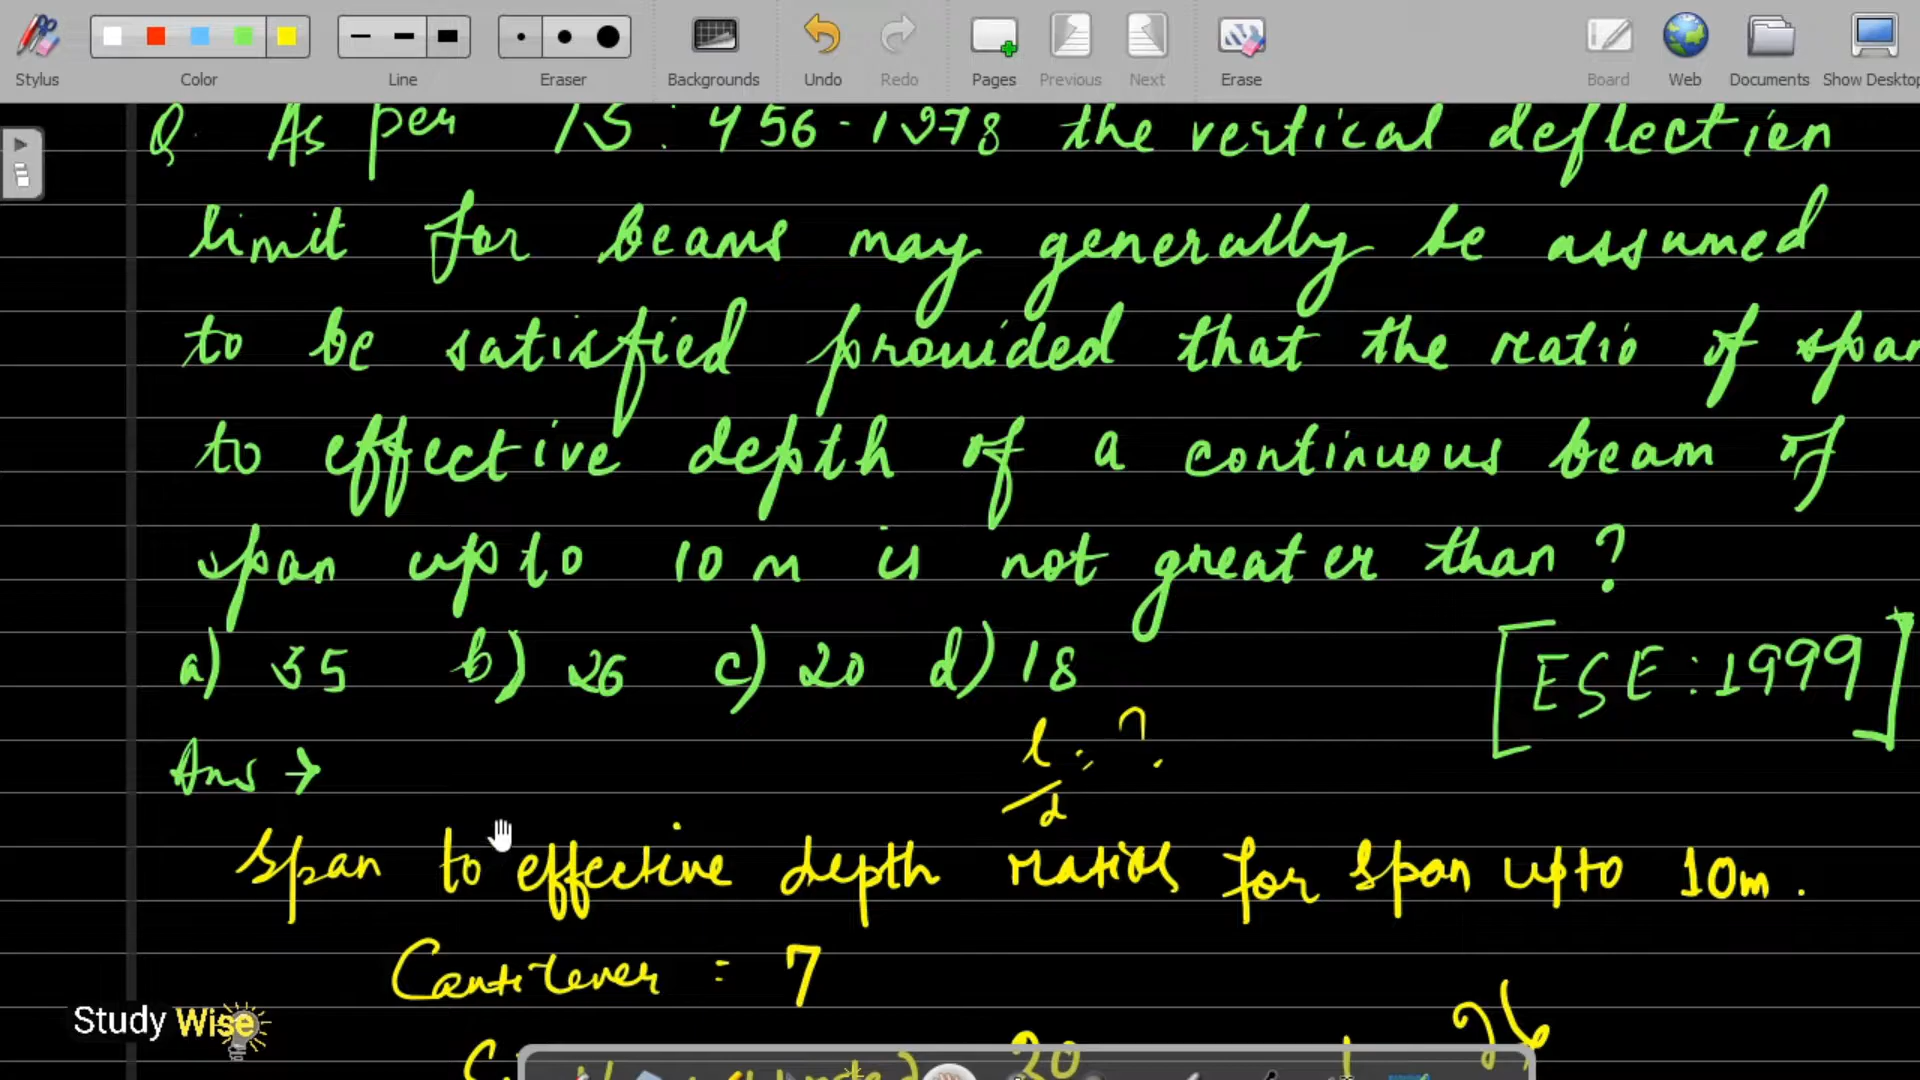 Stylus Color Line Eraser Backgrounds Undo Redo Pages Previous Next Erase Board Web Documents Show Desktop
Q. As per IS: 456-1978 the vertical deflection
limit for beams may generally be assumed
to be satisfied provided that the ratio of span
to effective depth of a continuous beam of
span upto 10 m is not greater than ?
a) 35 b) 26 c) 20 d) 18
[ESE:1999]
Ans →
l/d = ?
Span to effective depth ratios for span upto 10m.
Cantilever = 7
20
26
Study Wise